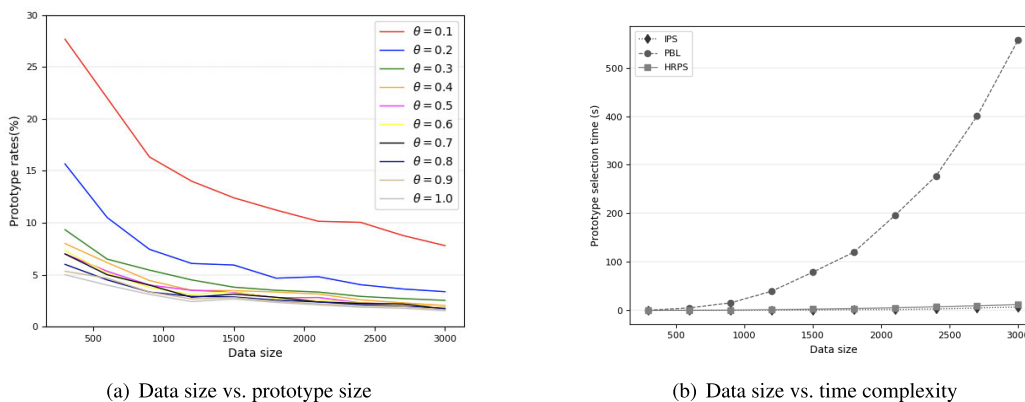 30
25
20
15
10
5
0
Prototype rates(%)
500
1000
1500
2000
2500
3000
Data size
θ = 0.1
θ = 0.2
θ = 0.3
θ = 0.4
θ = 0.5
θ = 0.6
θ = 0.7
θ = 0.8
θ = 0.9
θ = 1.0
(a) Data size vs. prototype size
IPS
PBL
HRPS
500
400
300
200
100
0
Prototype selection time (s)
500
1000
1500
2000
2500
3000
Data size
(b) Data size vs. time complexity